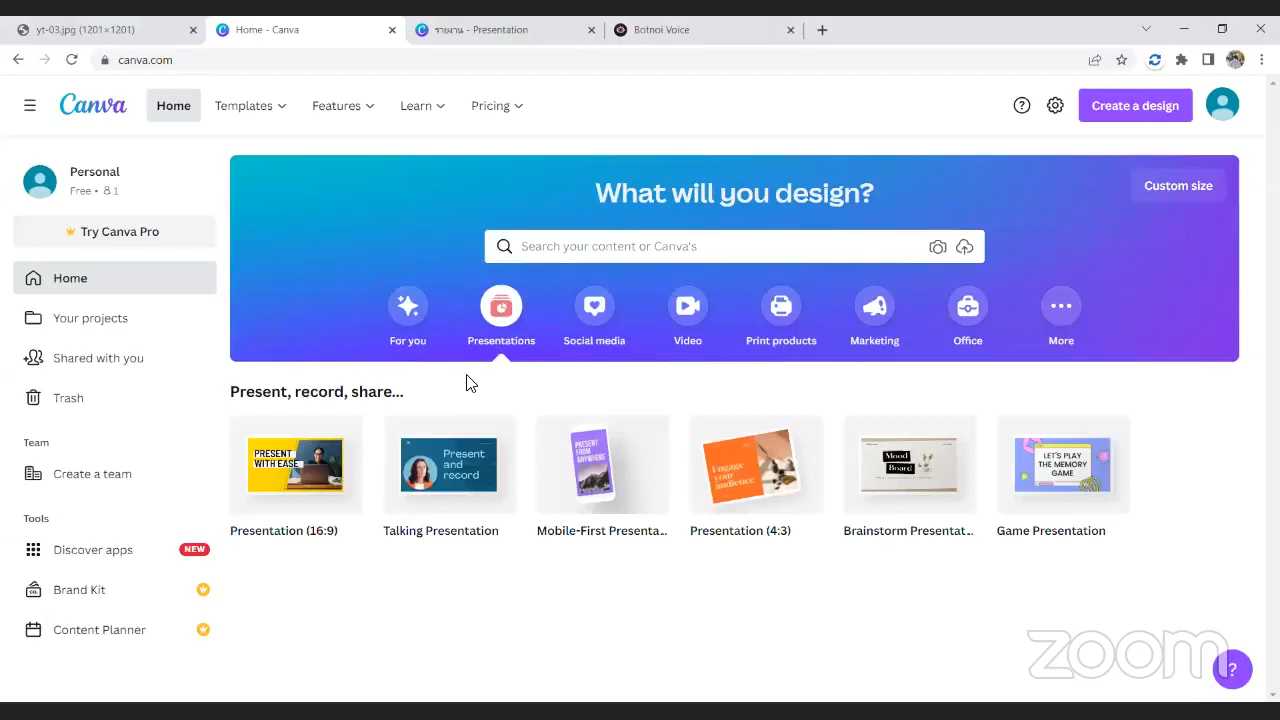 yt-03.jpg (1201×1201)
Home - Canva
รายงาน - Presentation
Botnoi Voice
canva.com
Canva
Home
Templates
Features
Learn
Pricing
Create a design
Personal
Free • 1
Try Canva Pro
Home
Your projects
Shared with you
Trash
Team
Create a team
Tools
Discover apps
NEW
Brand Kit
Content Planner
What will you design?
Custom size
Search your content or Canva's
For you
Presentations
Social media
Video
Print products
Marketing
Office
More
Present, record, share...
PRESENT
WITH EASE
Present
and
record
PRESENT
FROM
ANYWHERE
Engage
your
audience
Mood
Board
LET'S PLAY
THE MEMORY
GAME
Presentation (16:9)
Talking Presentation
Mobile-First Presenta...
Presentation (4:3)
Brainstorm Presentat...
Game Presentation
zoom
?